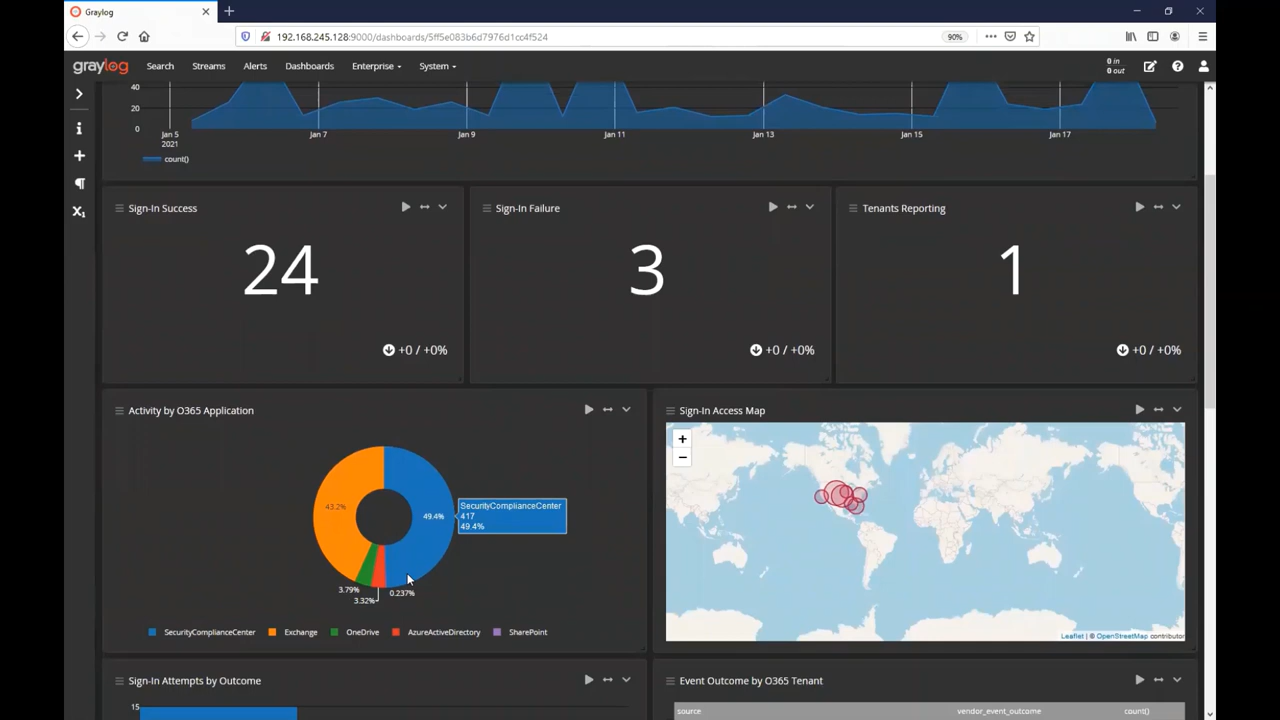 Graylog
192.168.245.128:9000/dashboards/5ff5e083b6d7976d1cc4f524
90%
graylog
Search
Streams
Alerts
Dashboards
Enterprise
System
0 in
0 out
40
20
0
Jan 5
2021
Jan 7
Jan 9
Jan 11
Jan 13
Jan 15
Jan 17
count()
Sign-In Success
24
+0 / +0%
Sign-In Failure
3
+0 / +0%
Tenants Reporting
1
+0 / +0%
Activity by O365 Application
43.2%
49.4%
SecurityComplianceCenter
417
49.4%
3.79%
3.32%
0.237%
SecurityComplianceCenter
Exchange
OneDrive
AzureActiveDirectory
SharePoint
Sign-In Access Map
+
−
Leaflet | © OpenStreetMap contributor
Sign-In Attempts by Outcome
15
Event Outcome by O365 Tenant
source
vendor_event_outcome
count()